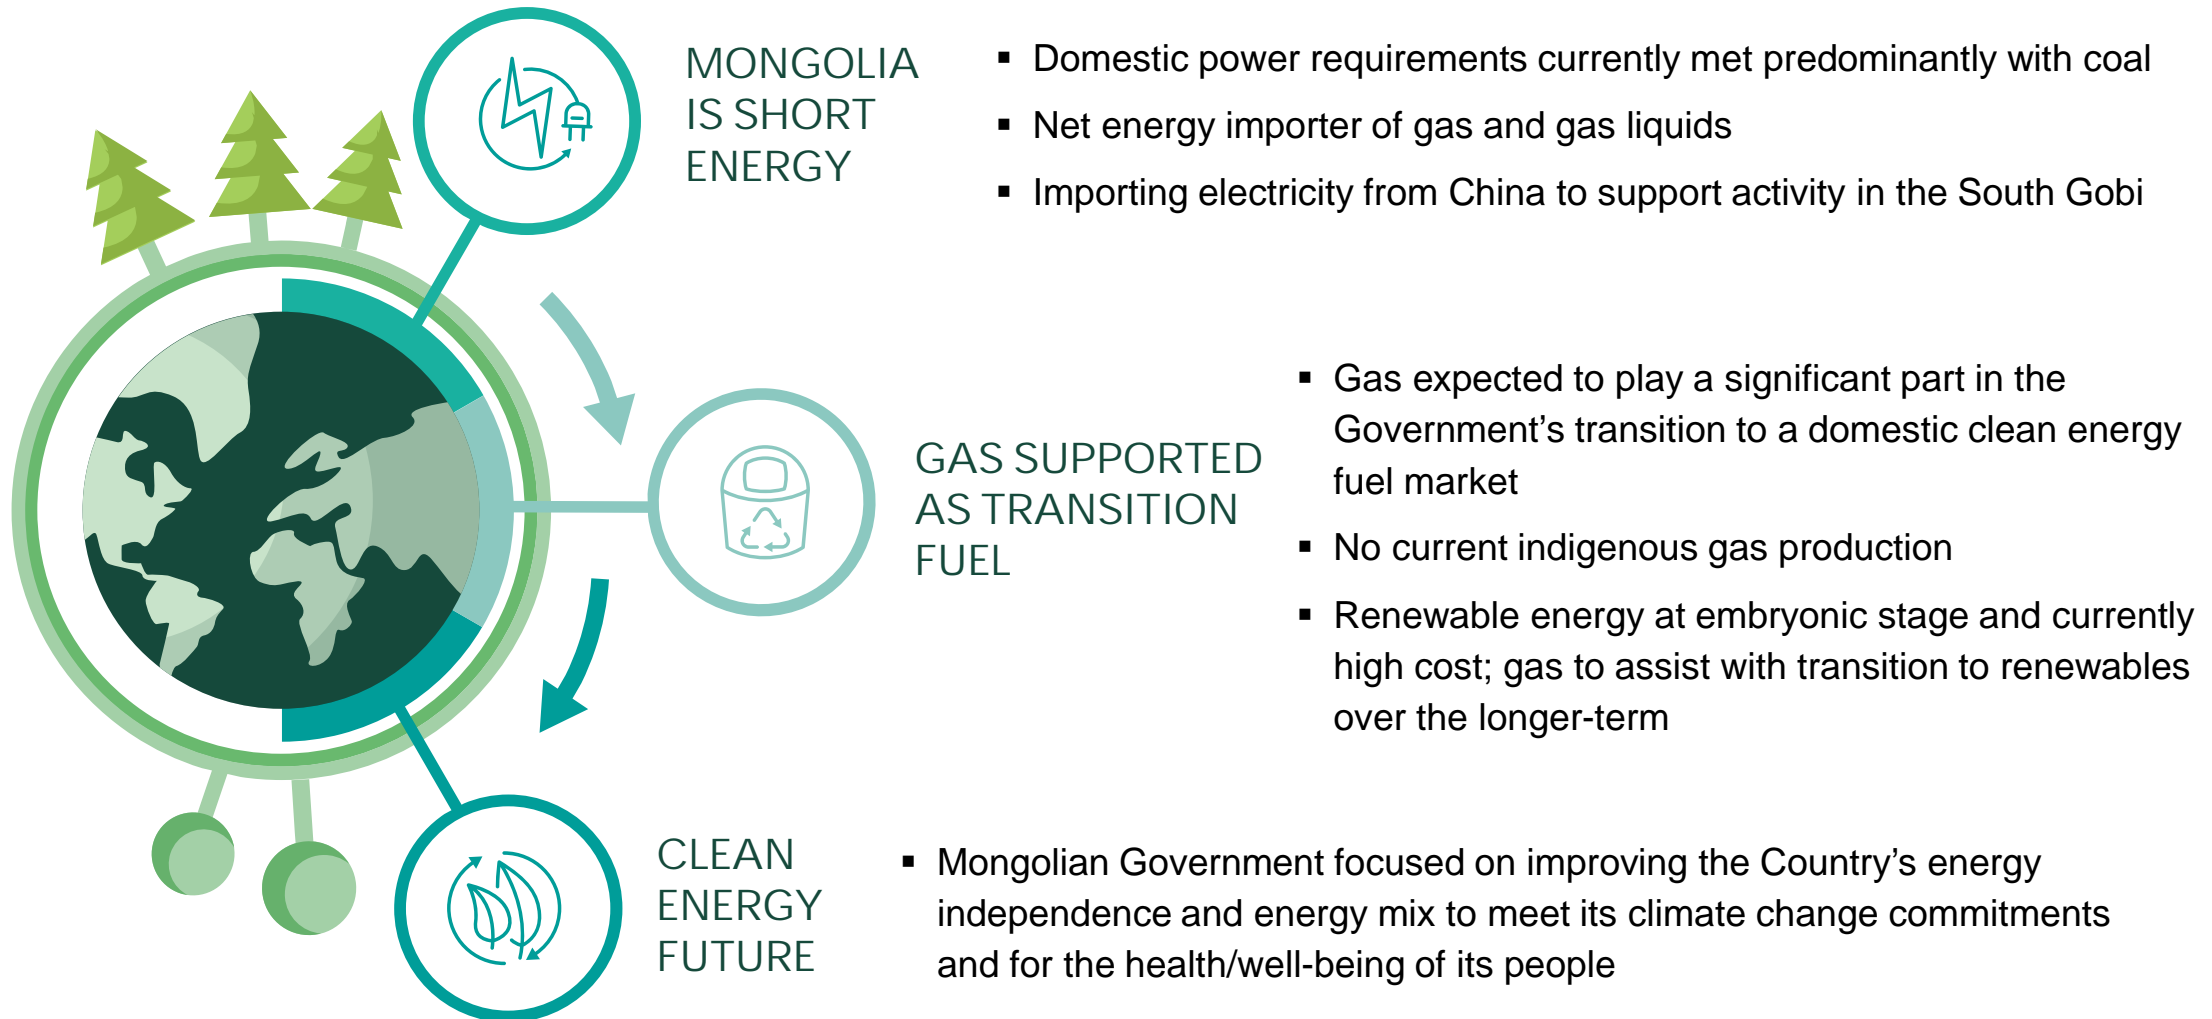 MONGOLIA
IS SHORT
ENERGY
▪ Domestic power requirements currently met predominantly with coal
▪ Net energy importer of gas and gas liquids
▪ Importing electricity from China to support activity in the South Gobi
GAS SUPPORTED
AS TRANSITION
FUEL
▪ Gas expected to play a significant part in the
Government’s transition to a domestic clean energy
fuel market
▪ No current indigenous gas production
▪ Renewable energy at embryonic stage and currently
high cost; gas to assist with transition to renewables
over the longer-term
CLEAN
ENERGY
FUTURE
▪ Mongolian Government focused on improving the Country’s energy
independence and energy mix to meet its climate change commitments
and for the health/well-being of its people